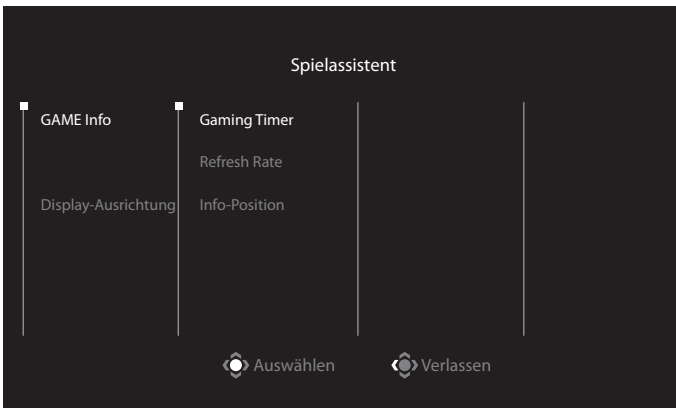 Spielassistent
GAME Info
Gaming Timer
Refresh Rate
Display-Ausrichtung
Info-Position
Auswählen
Verlassen